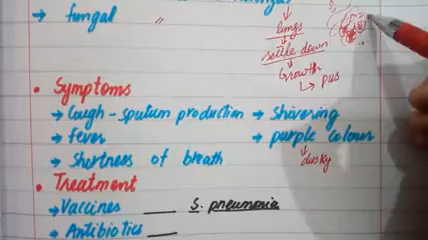 → fungal "
↓
lungs
↓
settle down
↓
Growth
↳ pus
• Symptoms
→ Cough - sputum production → Shivering
→ fever → purple colour
↓
dusky
→ Shortness of breath
• Treatment
→ Vaccines ___ S. pneumonia
→ Antibiotics ___